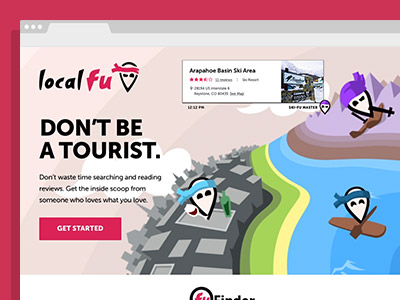 local fu
Arapahoe Basin Ski Area
12 reviews | Ski Resort
28194 US Interstate 6
Keystone, CO 80435 See Map
12:12 PM
SKI-FU MASTER
DON'T BE
A TOURIST.
Don't waste time searching and reading
reviews. Get the inside scoop from
someone who loves what you love.
GET STARTED
Fu Finder